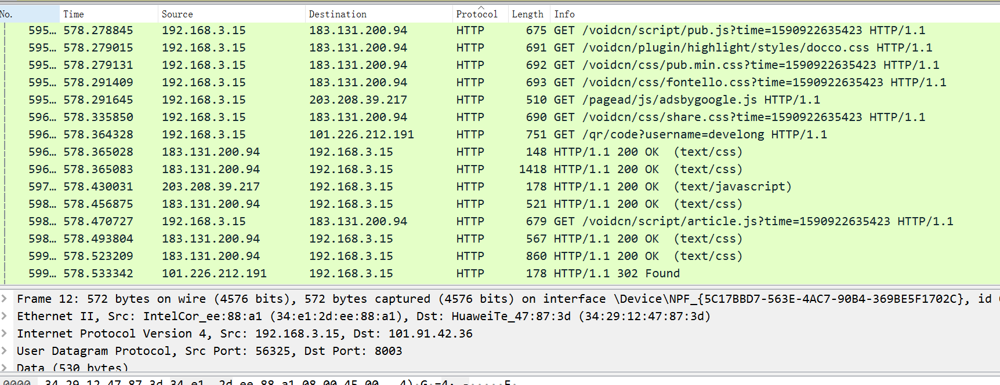 No. Time Source Destination Protocol Length Info
595… 578.278845 192.168.3.15 183.131.200.94 HTTP 675 GET /voidcn/script/pub.js?time=1590922635423 HTTP/1.1
595… 578.279015 192.168.3.15 183.131.200.94 HTTP 691 GET /voidcn/plugin/highlight/styles/docco.css HTTP/1.1
595… 578.279131 192.168.3.15 183.131.200.94 HTTP 692 GET /voidcn/css/pub.min.css?time=1590922635423 HTTP/1.1
595… 578.291409 192.168.3.15 183.131.200.94 HTTP 693 GET /voidcn/css/fontello.css?time=1590922635423 HTTP/1.1
595… 578.291645 192.168.3.15 203.208.39.217 HTTP 510 GET /pagead/js/adsbygoogle.js HTTP/1.1
596… 578.335850 192.168.3.15 183.131.200.94 HTTP 690 GET /voidcn/css/share.css?time=1590922635423 HTTP/1.1
596… 578.364328 192.168.3.15 101.226.212.191 HTTP 751 GET /qr/code?username=develong HTTP/1.1
596… 578.365028 183.131.200.94 192.168.3.15 HTTP 148 HTTP/1.1 200 OK (text/css)
596… 578.365083 183.131.200.94 192.168.3.15 HTTP 1418 HTTP/1.1 200 OK (text/css)
597… 578.430031 203.208.39.217 192.168.3.15 HTTP 178 HTTP/1.1 200 OK (text/javascript)
598… 578.456875 183.131.200.94 192.168.3.15 HTTP 521 HTTP/1.1 200 OK (text/css)
598… 578.470727 192.168.3.15 183.131.200.94 HTTP 679 GET /voidcn/script/article.js?time=1590922635423 HTTP/1.1
598… 578.493804 183.131.200.94 192.168.3.15 HTTP 567 HTTP/1.1 200 OK (text/css)
599… 578.523209 183.131.200.94 192.168.3.15 HTTP 860 HTTP/1.1 200 OK (text/css)
599… 578.533342 101.226.212.191 192.168.3.15 HTTP 178 HTTP/1.1 302 Found
Frame 12: 572 bytes on wire (4576 bits), 572 bytes captured (4576 bits) on interface \Device\NPF_{5C17BBD7-563E-4AC7-90B4-369BE5F1702C}, id
Ethernet II, Src: IntelCor_ee:88:a1 (34:e1:2d:ee:88:a1), Dst: HuaweiTe_47:87:3d (34:29:12:47:87:3d)
Internet Protocol Version 4, Src: 192.168.3.15, Dst: 101.91.42.36
User Datagram Protocol, Src Port: 56325, Dst Port: 8003
Data (530 bytes)
0000 34 29 12 47 87 3d 34 e1 2d ee 88 a1 08 00 45 00